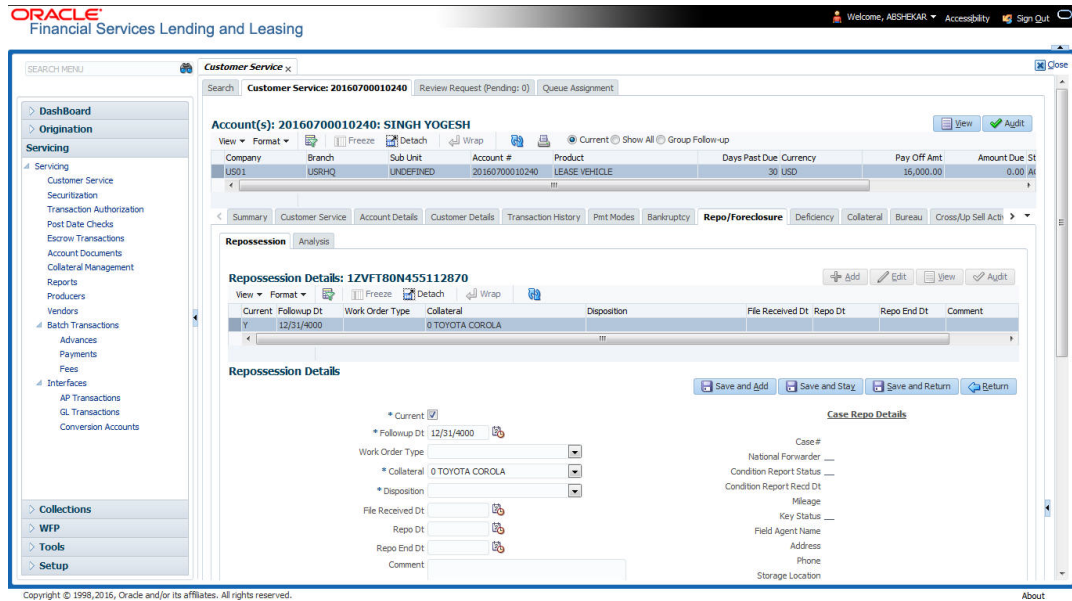 ORACLE
Financial Services Lending and Leasing
Welcome, ABSHEKAR Accessibility Sign Out
Close
SEARCH MENU
DashBoard
Origination
Servicing
Servicing
Customer Service
Securitization
Transaction Authorization
Post Date Checks
Escrow Transactions
Account Documents
Collateral Management
Reports
Producers
Vendors
Batch Transactions
Advances
Payments
Fees
Interfaces
AP Transactions
GL Transactions
Conversion Accounts
Collections
WFP
Tools
Setup
Customer Service x
Search Customer Service: 20160700010240 Review Request (Pending: 0) Queue Assignment
Account(s): 20160700010240: SINGH YOGESH
View Audit
View Format Freeze Detach Wrap Current Show All Group Follow-up
Company Branch Sub Unit Account # Product Days Past Due Currency Pay Off Amt Amount Due St
US01 USRHQ UNDEFINED 20160700010240 LEASE VEHICLE 30 USD 16,000.00 0.00
Summary Customer Service Account Details Customer Details Transaction History Pmt Modes Bankruptcy Repo/Foreclosure Deficiency Collateral Bureau Cross/Up Sell Activ
Repossession Analysis
Repossession Details: 1ZVFT80N455112870
Add Edit View Audit
View Format Freeze Detach Wrap
Current Followup Dt Work Order Type Collateral Disposition File Received Dt Repo Dt Repo End Dt Comment
Y 12/31/4000 0 TOYOTA COROLA
Repossession Details
Save and Add Save and Stay Save and Return Return
* Current
* Followup Dt 12/31/4000
Work Order Type
* Collateral 0 TOYOTA COROLA
* Disposition
File Received Dt
Repo Dt
Repo End Dt
Comment
Case Repo Details
Case #
National Forwarder
Condition Report Status
Condition Report Recd Dt
Mileage
Key Status
Field Agent Name
Address
Phone
Storage Location
Copyright © 1998,2016, Oracle and/or its affiliates. All rights reserved.
About